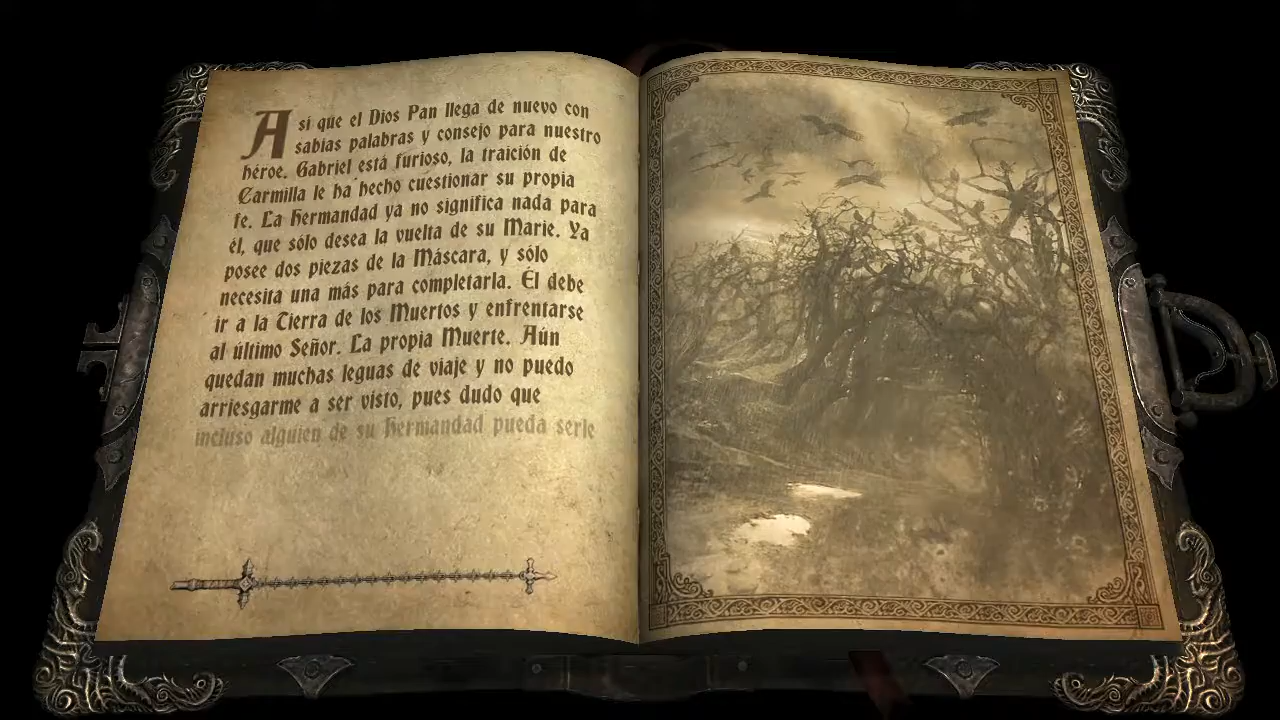 Asi que el Dios Pan llega de nuevo con
sabias palabras y consejo para nuestro
héroe. Gabriel está furioso, la traición de
Carmilla le ha hecho cuestionar su propia
fe. La Hermandad ya no significa nada para
él, que sólo desea la vuelta de su Marie. Ya
posee dos piezas de la Máscara, y sólo
necesita una más para completarla. Él debe
ir a la Tierra de los Muertos y enfrentarse
al último Señor. La propia Muerte. Aún
quedan muchas leguas de viaje y no puedo
arriesgarme a ser visto, pues dudo que
incluso alguien de su Hermandad pueda serle